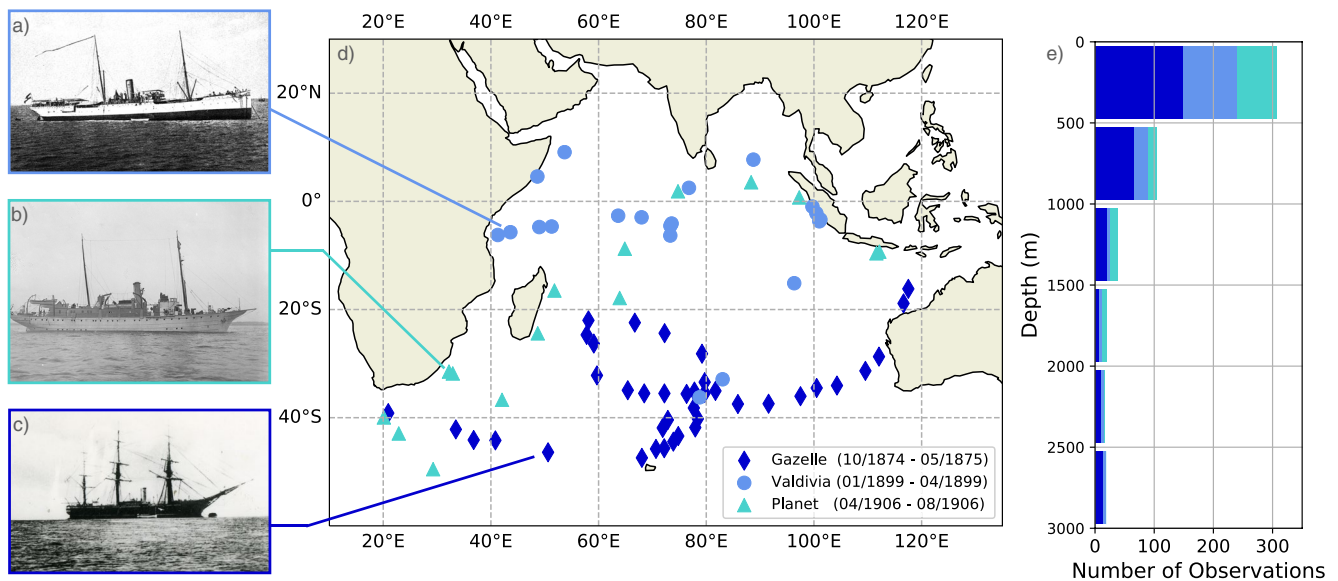 a)
b)
c)
d)
20°E 40°E 60°E 80°E 100°E 120°E
20°N
0°
20°S
40°S
Gazelle (10/1874 - 05/1875)
Valdivia (01/1899 - 04/1899)
Planet (04/1906 - 08/1906)
20°E 40°E 60°E 80°E 100°E 120°E
e)
0
500
1000
1500
2000
2500
3000
Depth (m)
0 100 200 300
Number of Observations